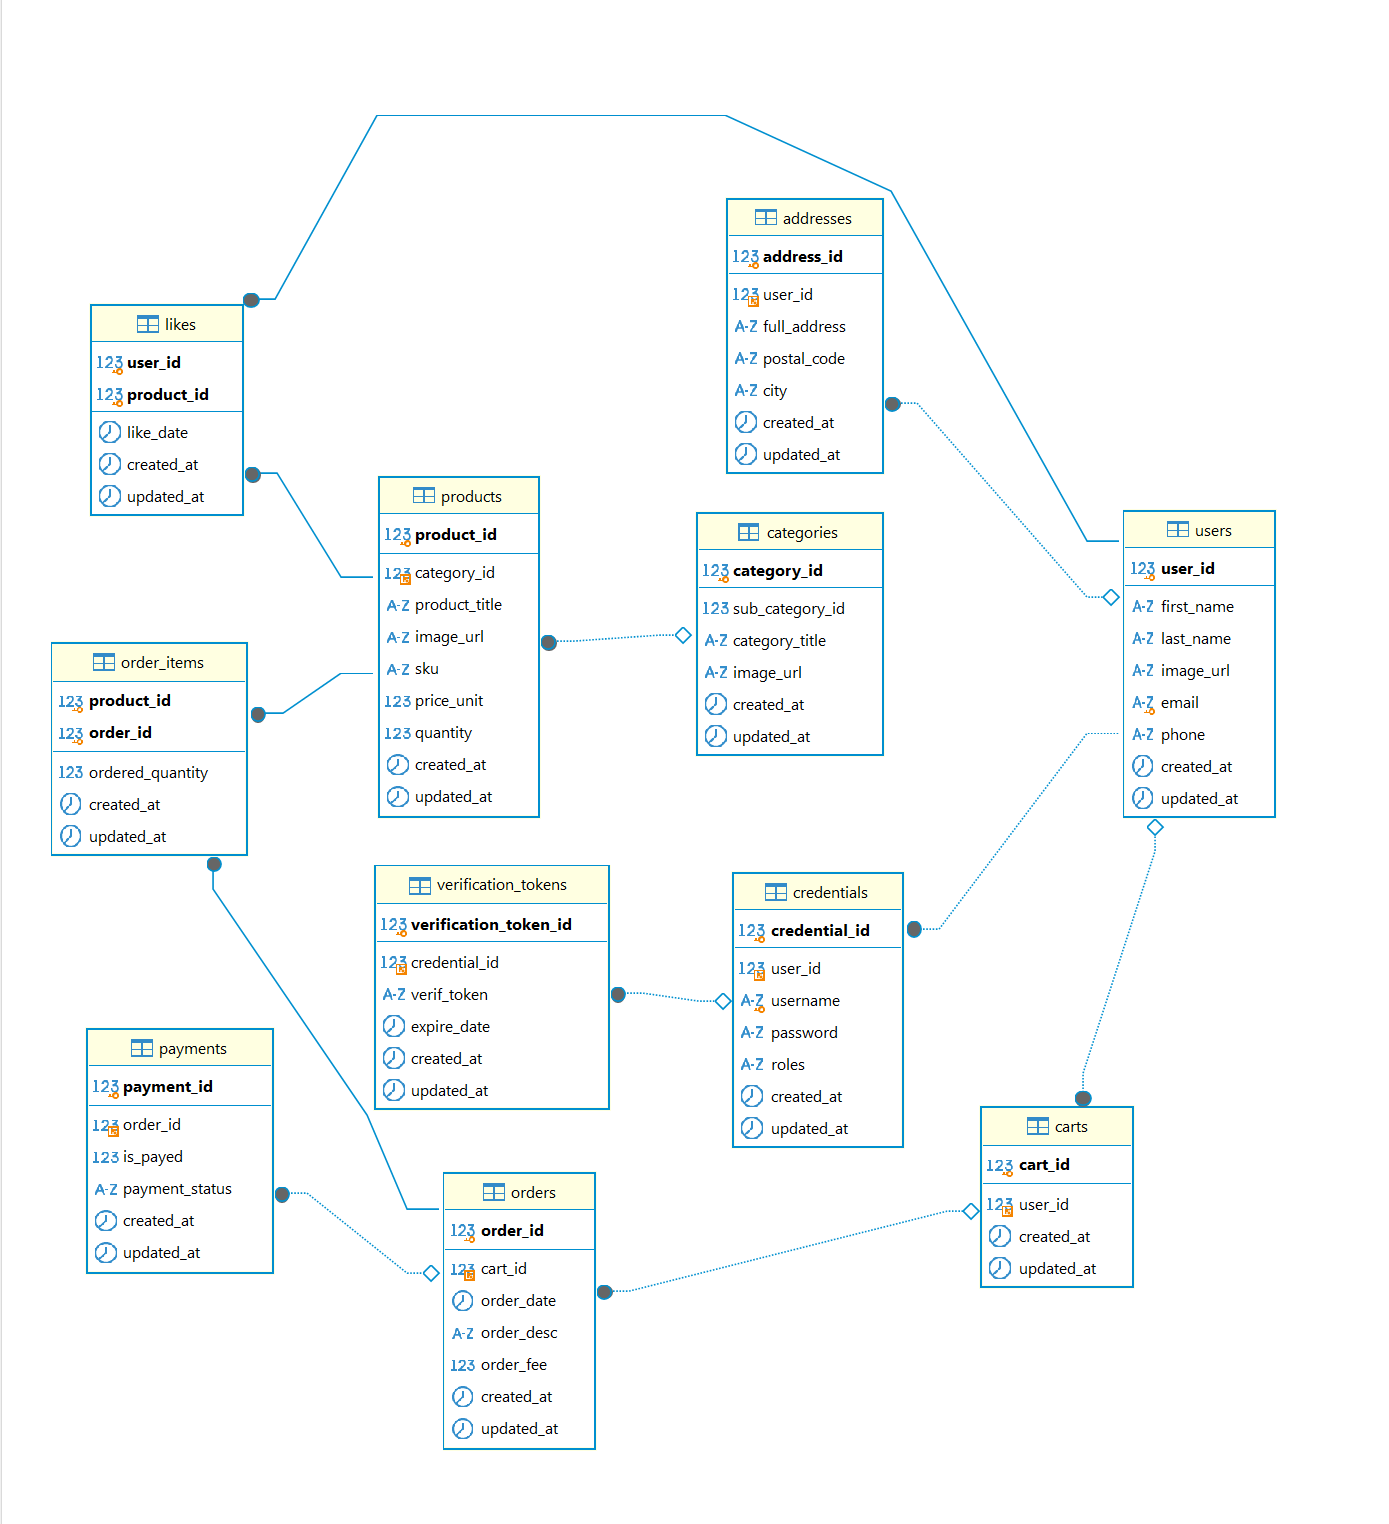 addresses
123 address_id
123 user_id
A-Z full_address
A-Z postal_code
A-Z city
created_at
updated_at
likes
123 user_id
123 product_id
like_date
created_at
updated_at
products
123 product_id
123 category_id
A-Z product_title
A-Z image_url
A-Z sku
123 price_unit
123 quantity
created_at
updated_at
categories
123 category_id
123 sub_category_id
A-Z category_title
A-Z image_url
created_at
updated_at
users
123 user_id
A-Z first_name
A-Z last_name
A-Z image_url
A-Z email
A-Z phone
created_at
updated_at
order_items
123 product_id
123 order_id
123 ordered_quantity
created_at
updated_at
verification_tokens
123 verification_token_id
123 credential_id
A-Z verif_token
expire_date
created_at
updated_at
credentials
123 credential_id
123 user_id
A-Z username
A-Z password
A-Z roles
created_at
updated_at
payments
123 payment_id
123 order_id
123 is_payed
A-Z payment_status
created_at
updated_at
orders
123 order_id
123 cart_id
order_date
A-Z order_desc
123 order_fee
created_at
updated_at
carts
123 cart_id
123 user_id
created_at
updated_at